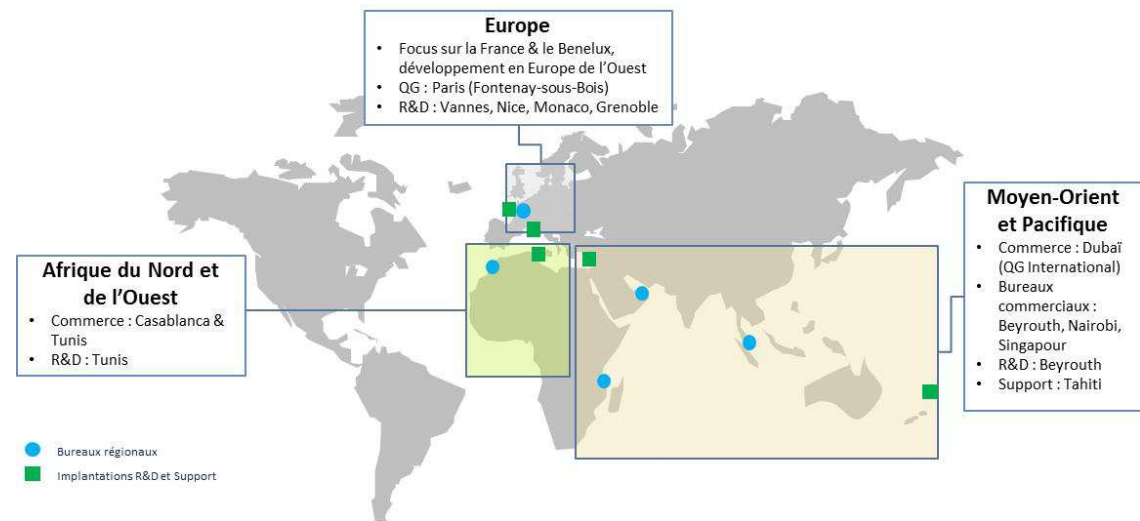 Europe
• Focus sur la France & le Benelux,
développement en Europe de l'Ouest
• QG : Paris (Fontenay-sous-Bois)
• R&D : Vannes, Nice, Monaco, Grenoble
Afrique du Nord et
de l'Ouest
• Commerce : Casablanca &
Tunis
• R&D : Tunis
Moyen-Orient
et Pacifique
• Commerce : Dubaï
(QG International)
• Bureaux
commerciaux :
Beyrouth, Nairobi,
Singapour
• R&D : Beyrouth
• Support : Tahiti
Bureaux régionaux
Implantations R&D et Support